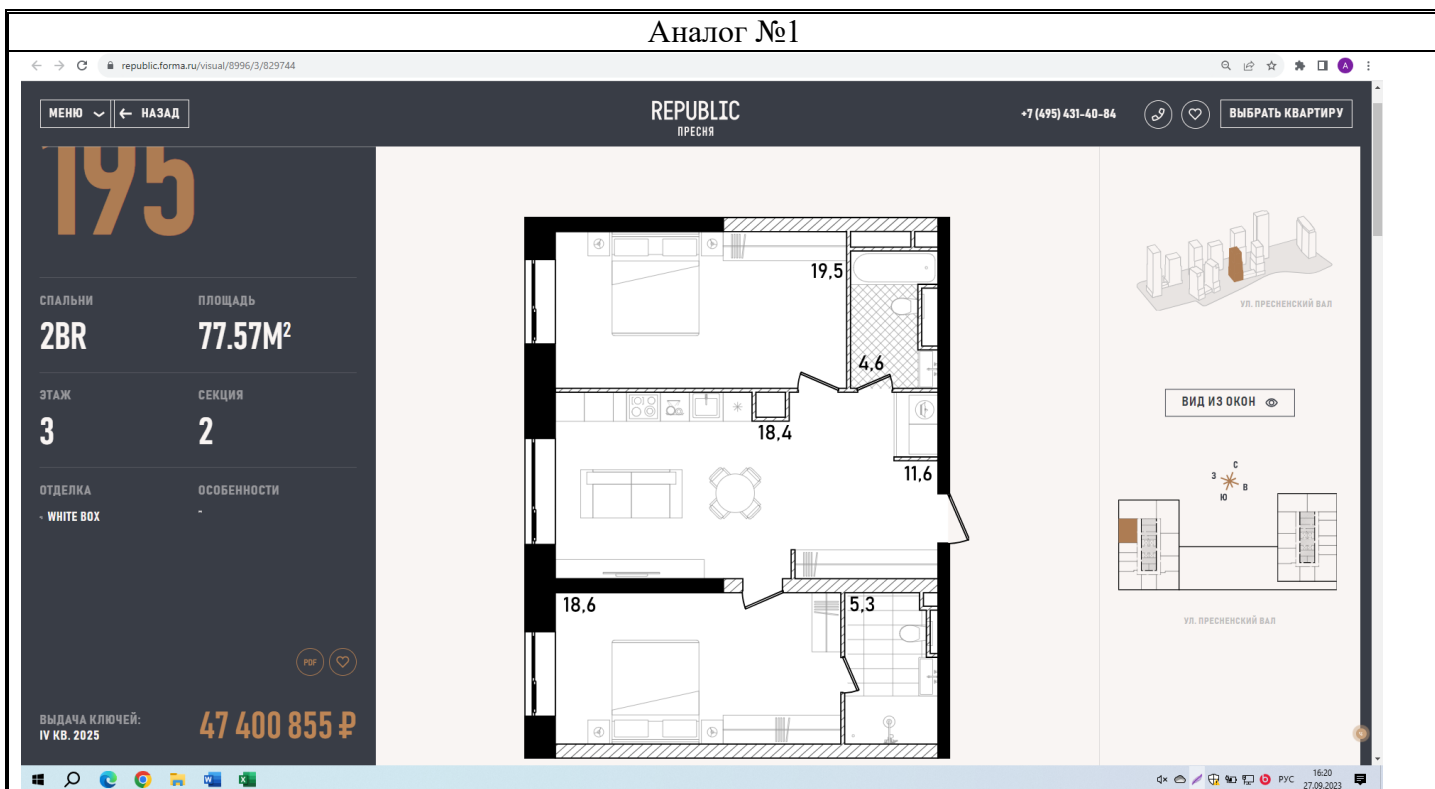 Аналог №1
republic.forma.ru/visual/8996/3/829744
А
МЕНЮ
НАЗАД
REPUBLIC
ПРЕСНЯ
+7 (495) 431-40-84
ВЫБРАТЬ КВАРТИРУ
195
СПАЛЬНИ
ПЛОЩАДЬ
2BR
77.57М²
ЭТАЖ
СЕКЦИЯ
3
2
ОТДЕЛКА
ОСОБЕННОСТИ
- WHITE BOX
-
PDF
ВЫДАЧА КЛЮЧЕЙ:
IV КВ. 2025
47 400 855 ₽
19,5
4,6
18,4
11,6
18,6
5,3
УЛ. ПРЕСНЕНСКИЙ ВАЛ
ВИД ИЗ ОКОН
С
З
В
Ю
УЛ. ПРЕСНЕНСКИЙ ВАЛ
РУС
16:20
27.09.2023